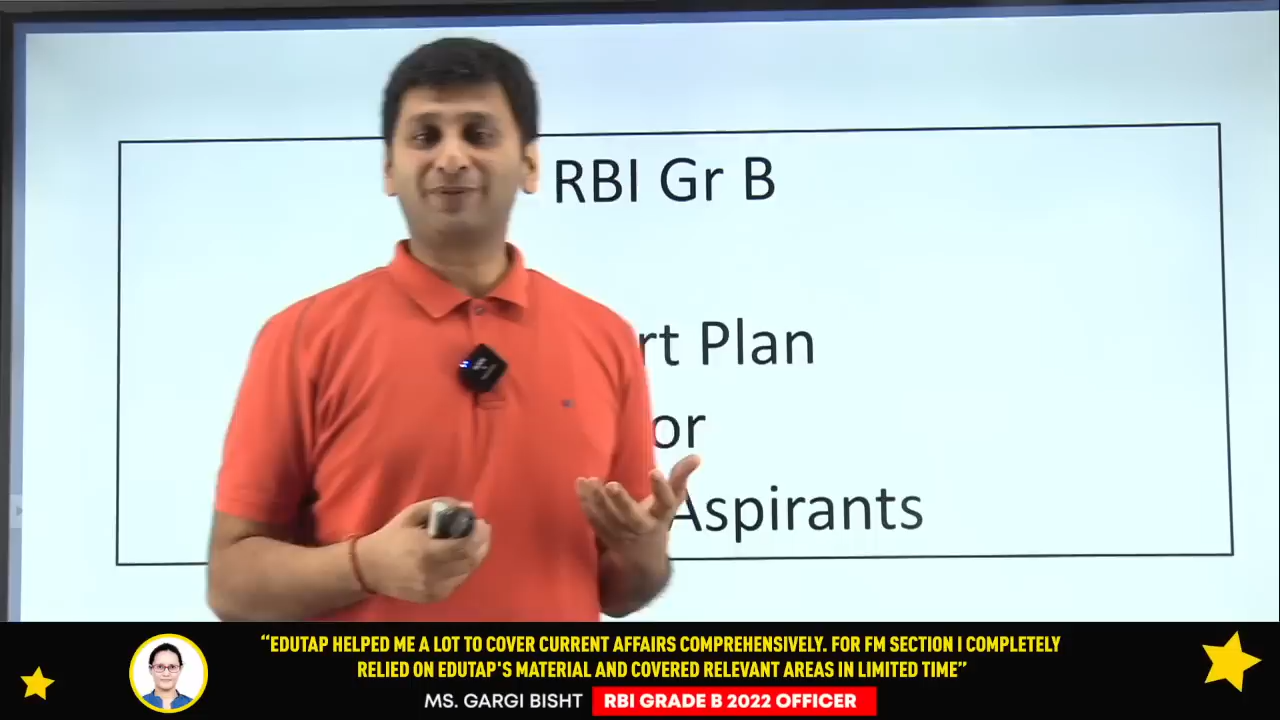 RBI Gr B
rt Plan
or
Aspirants
“EDUTAP HELPED ME A LOT TO COVER CURRENT AFFAIRS COMPREHENSIVELY. FOR FM SECTION I COMPLETELY
RELIED ON EDUTAP'S MATERIAL AND COVERED RELEVANT AREAS IN LIMITED TIME”
MS. GARGI BISHT RBI GRADE B 2022 OFFICER